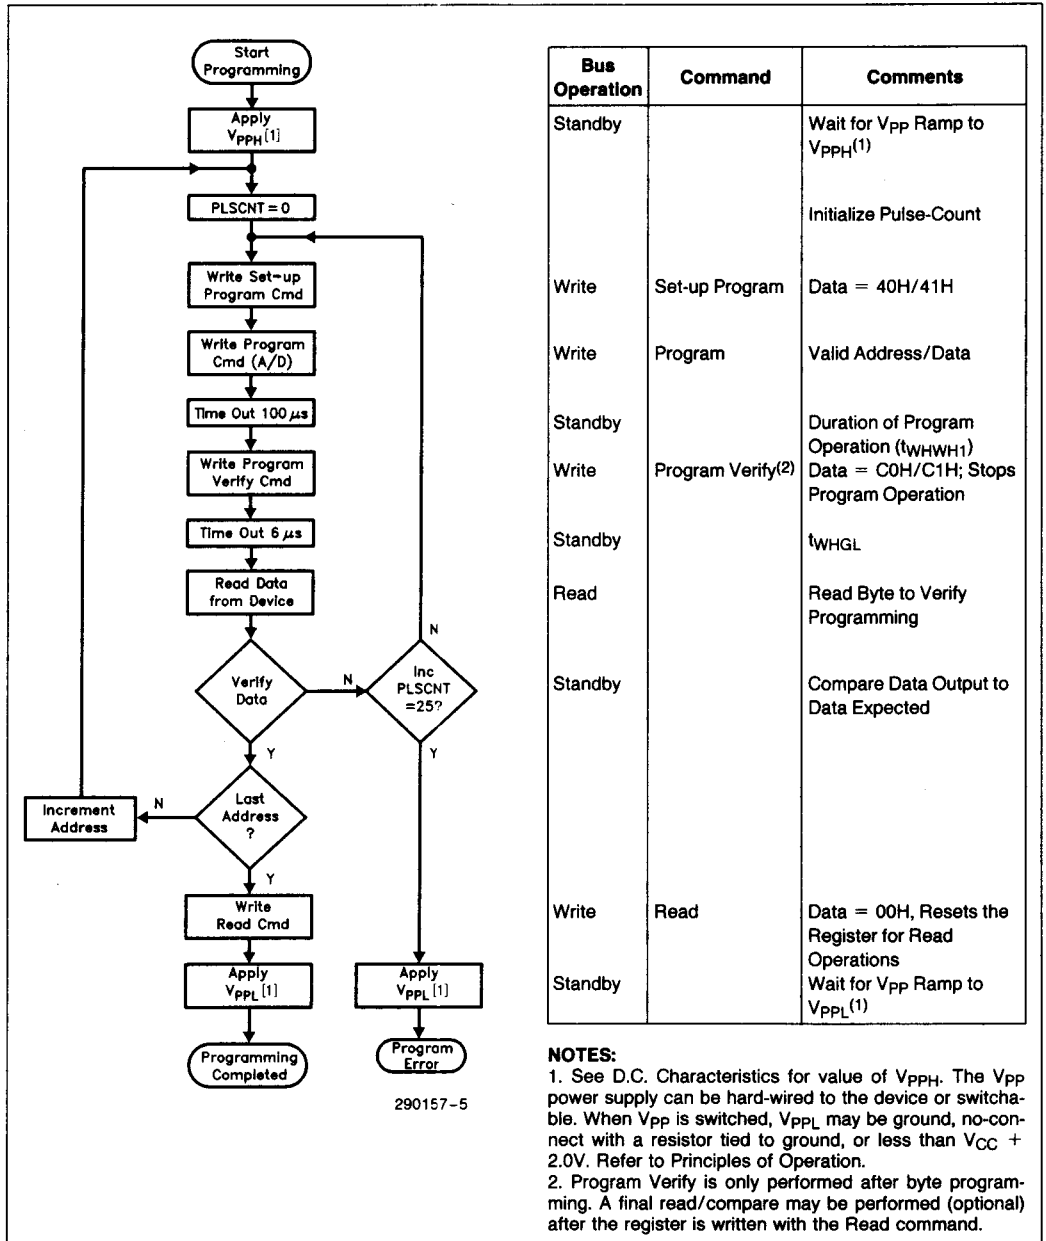 Start
Programming
Apply
VPPH[1]
PLSCNT = 0
Write Set-up
Program Cmd
Write Program
Cmd (A/D)
Time Out 100 µs
Write Program
Verify Cmd
Time Out 6 µs
Read Data
from Device
Verify
Data
N
Inc
PLSCNT
=25?
N
Y
Y
Last
Address
?
N
Increment
Address
Y
Write
Read Cmd
Apply
VPPL[1]
Programming
Completed
Apply
VPPL[1]
Program
Error
290157-5
Bus
Operation
Command
Comments
Standby
Wait for VPP Ramp to
VPPH(1)
Initialize Pulse-Count
Write
Set-up Program
Data = 40H/41H
Write
Program
Valid Address/Data
Standby
Duration of Program
Operation (tWHWH1)
Write
Program Verify(2)
Data = C0H/C1H; Stops
Program Operation
Standby
tWHGL
Read
Read Byte to Verify
Programming
Standby
Compare Data Output to
Data Expected
Write
Read
Data = 00H, Resets the
Register for Read
Operations
Standby
Wait for VPP Ramp to
VPPL(1)
NOTES:
1. See D.C. Characteristics for value of VPPH. The VPP
power supply can be hard-wired to the device or switcha-
ble. When VPP is switched, VPPL may be ground, no-con-
nect with a resistor tied to ground, or less than VCC +
2.0V. Refer to Principles of Operation.
2. Program Verify is only performed after byte program-
ming. A final read/compare may be performed (optional)
after the register is written with the Read command.